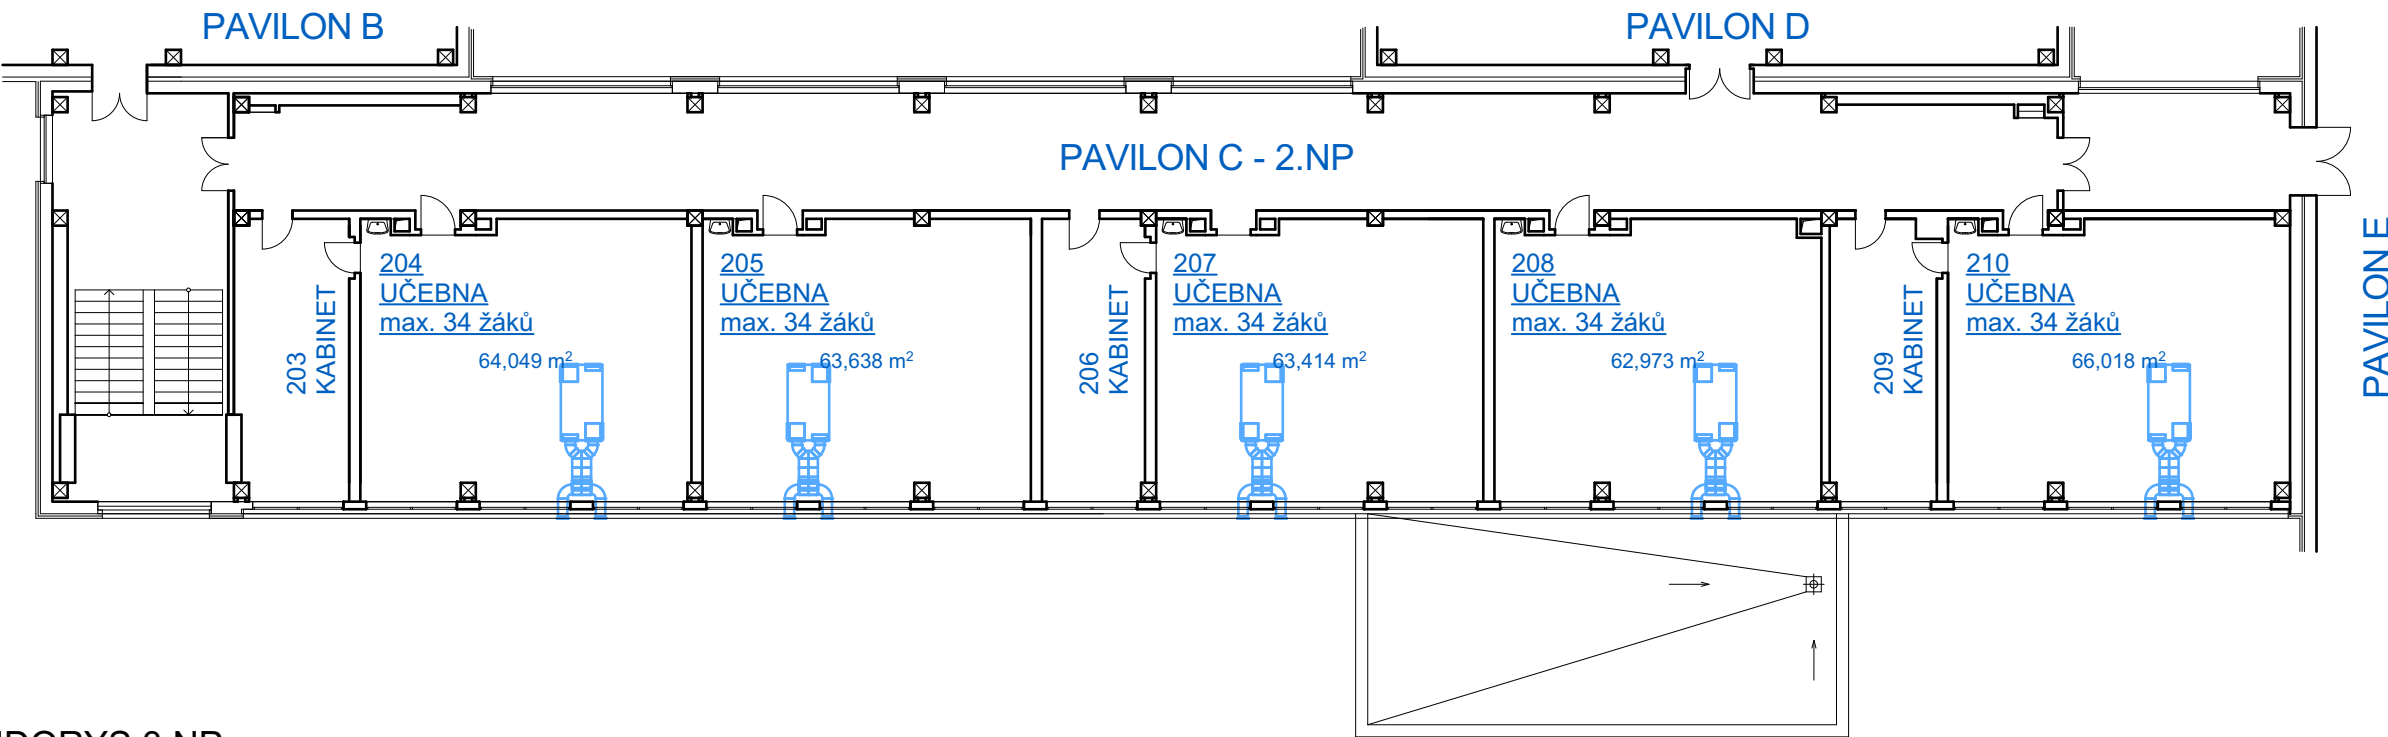 PAVILON B
PAVILON D
PAVILON C - 2.NP
PAVILON E
203
KABINET
204
UČEBNA
max. 34 žáků
64,049 m²
205
UČEBNA
max. 34 žáků
63,638 m²
206
KABINET
207
UČEBNA
max. 34 žáků
63,414 m²
208
UČEBNA
max. 34 žáků
62,973 m²
209
KABINET
210
UČEBNA
max. 34 žáků
66,018 m²